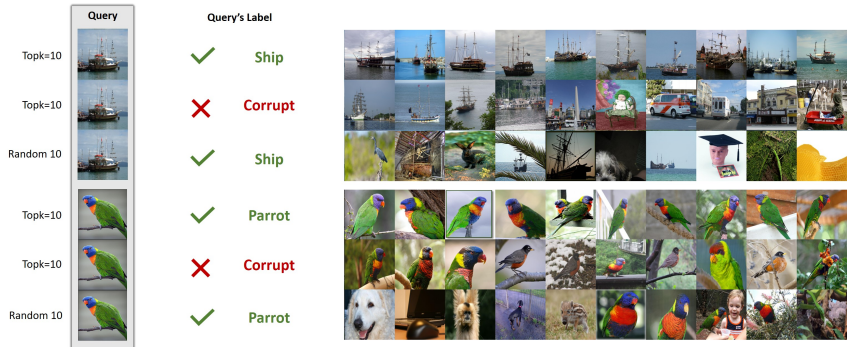 Query
Query's Label
Topk=10
Ship
Topk=10
Corrupt
Random 10
Ship
Topk=10
Parrot
Topk=10
Corrupt
Random 10
Parrot